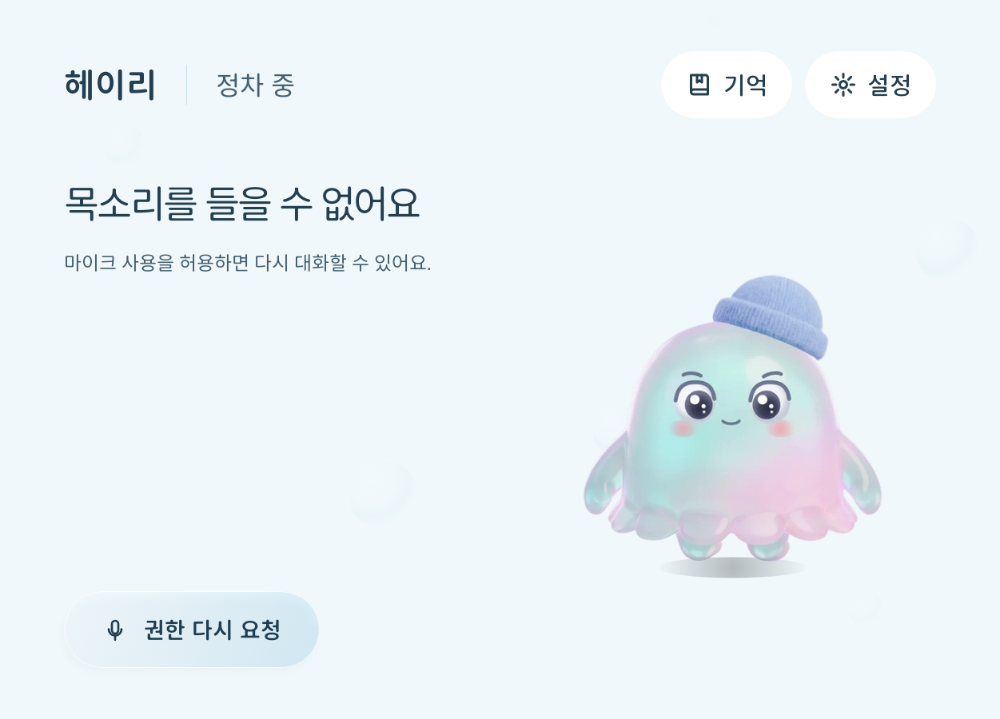 헤이리
정차 중
기억
설정
목소리를 들을 수 없어요
마이크 사용을 허용하면 다시 대화할 수 있어요.
권한 다시 요청